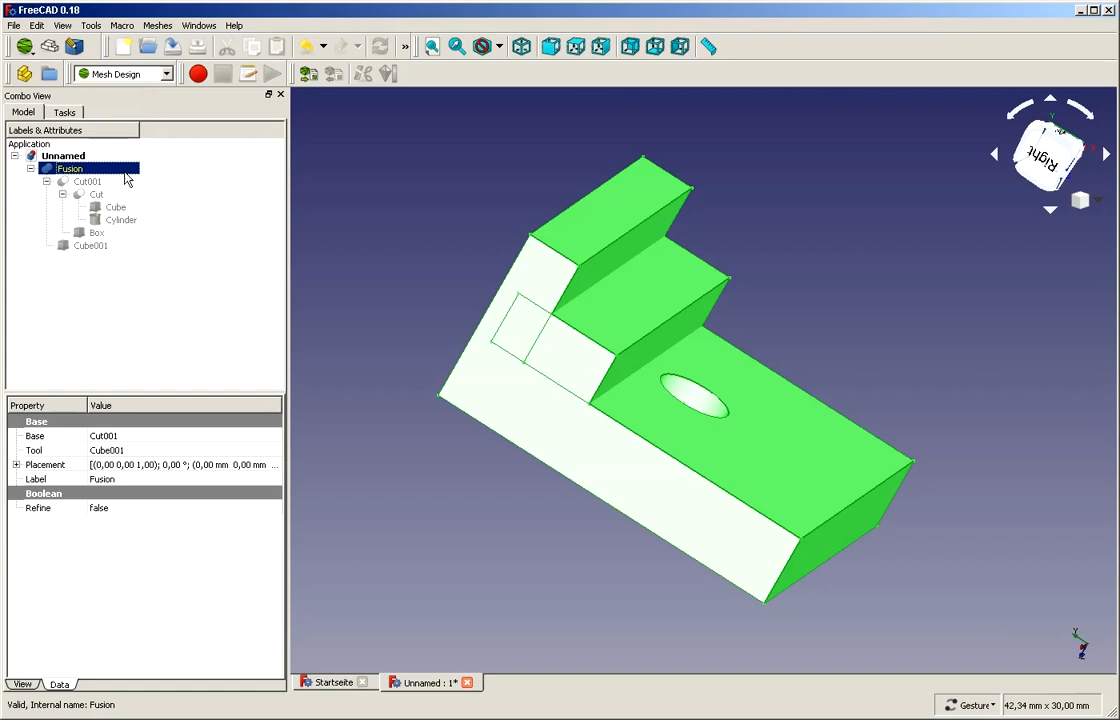 FreeCAD 0.18
File Edit View Tools Macro Meshes Windows Help
»
Mesh Design
Combo View
Model Tasks
Labels & Attributes
Application
Unnamed
Fusion
Cut001
Cut
Cube
Cylinder
Box
Cube001
Right
Y
X
Property Value
Base
Base Cut001
Tool Cube001
Placement [(0,00 0,00 1,00); 0,00 °; (0,00 mm 0,00 mm ...
Label Fusion
Boolean
Refine false
Y
View Data
Startseite Unnamed : 1*
Valid, Internal name: Fusion
Gesture 42,34 mm x 30,00 mm